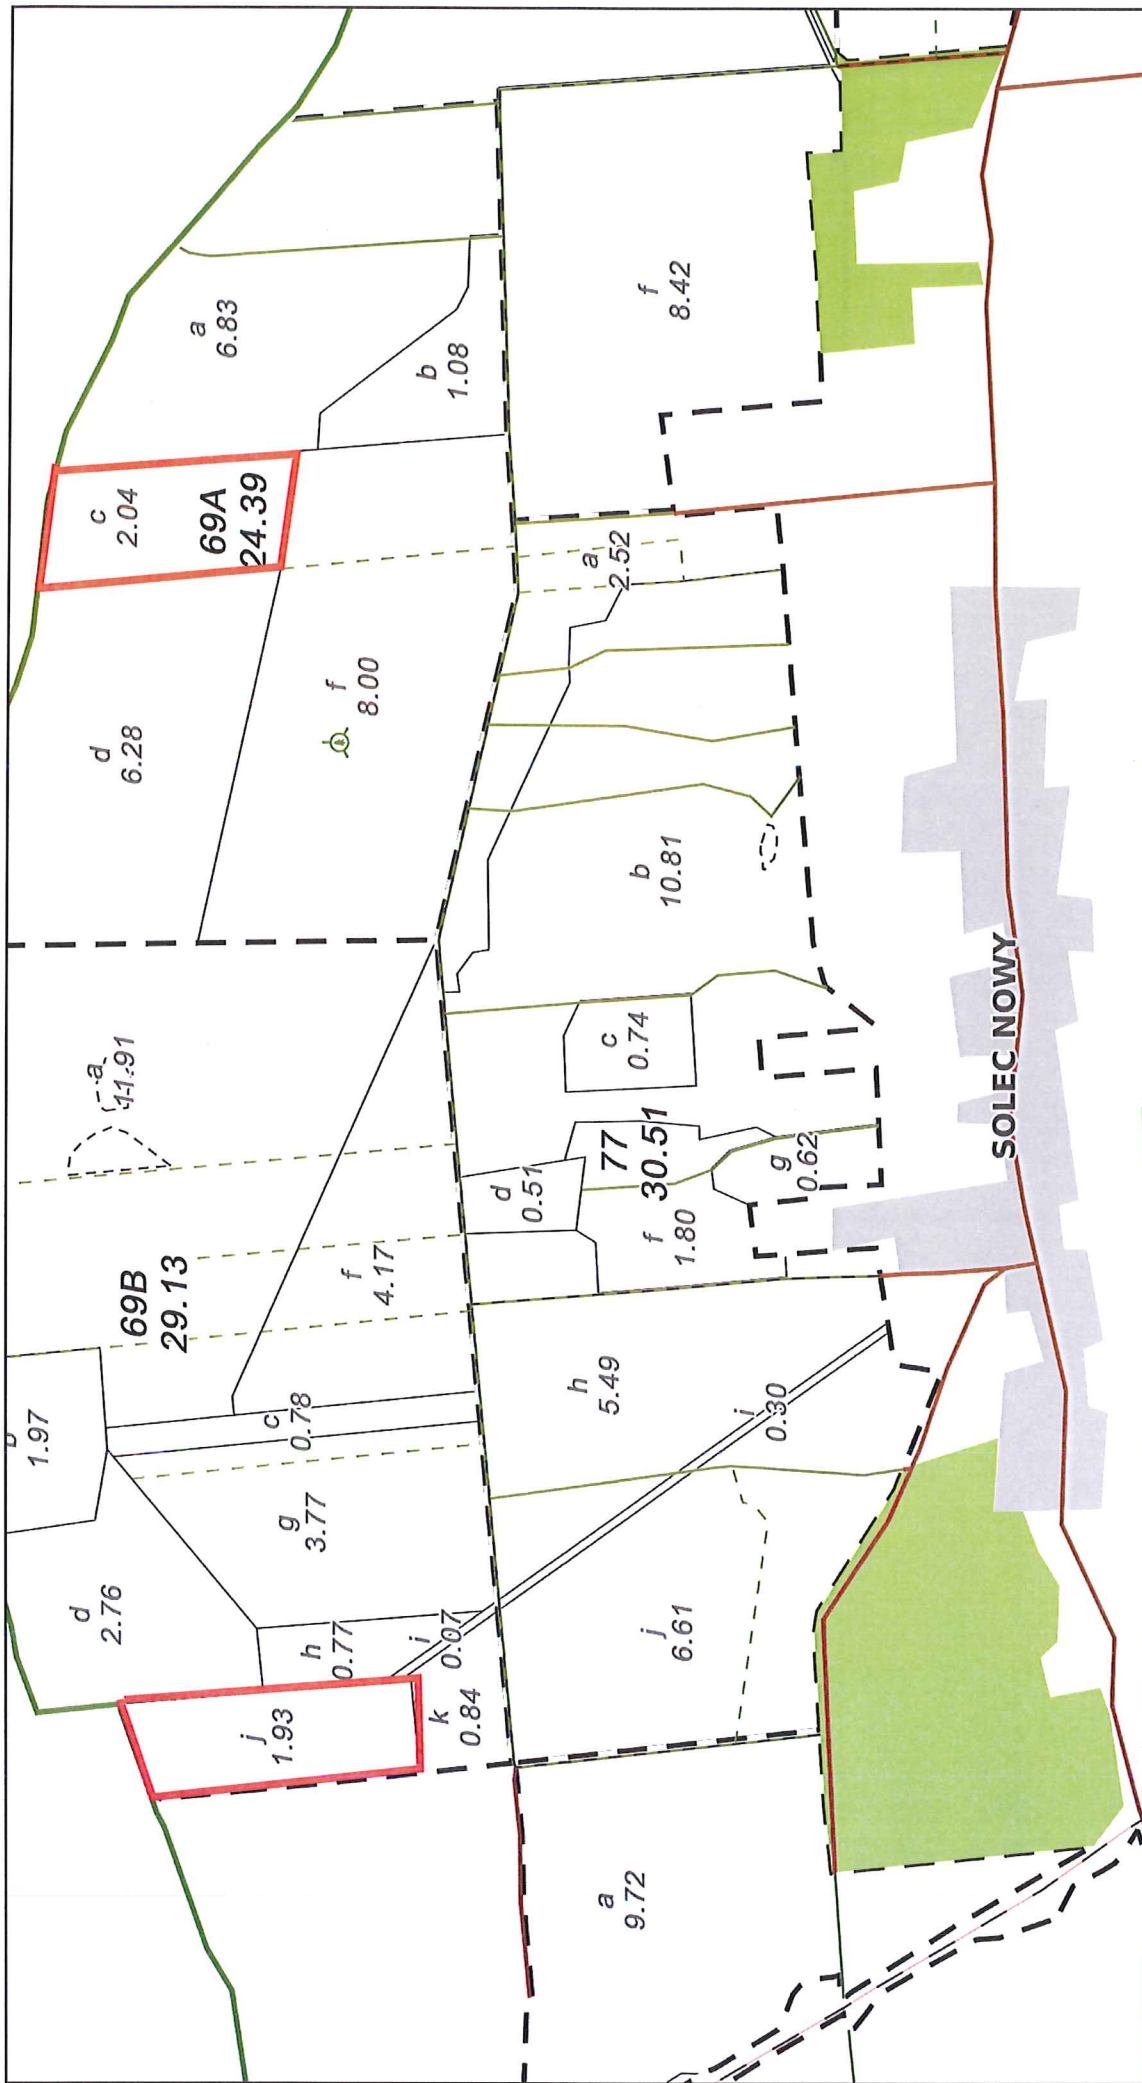 b
1.97
d
2.76
a
11.91
d
6.28
c
2.04
69B
29.13
69A
24.39
a
6.83
j
1.93
h
0.77
g
3.77
c
0.78
f
4.17
f
8.00
b
1.08
k
0.84
i
0.07
d
0.51
a
2.52
a
9.72
j
6.61
h
5.49
f
1.80
77
30.51
c
0.74
b
10.81
f
8.42
i
0.30
g
0.62
SOLEC NOWY